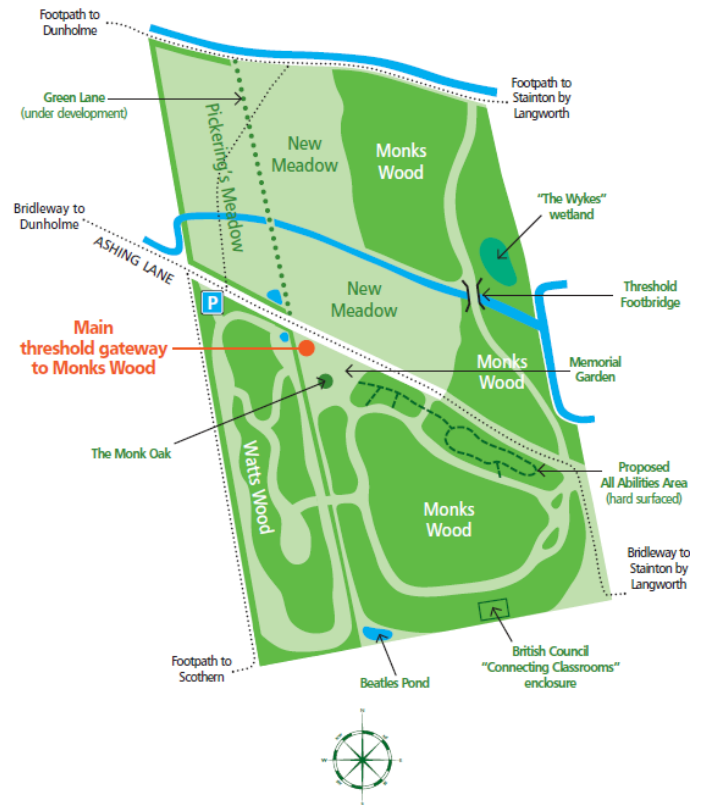 Footpath to
Dunholme
Footpath to
Stainton by
Langworth
Green Lane
(under development)
Pickering's Meadow
New
Meadow
Monks
Wood
"The Wykes"
wetland
Bridleway to
Dunholme
ASHING LANE
P
New
Meadow
Threshold
Footbridge
Main
threshold gateway
to Monks Wood
Monks
Wood
Memorial
Garden
The Monk Oak
Watts Wood
Proposed
All Abilities Area
(hard surfaced)
Monks
Wood
Bridleway to
Stainton by
Langworth
Footpath to
Scothern
Beatles Pond
British Council
"Connecting Classrooms"
enclosure
N
W
E
S